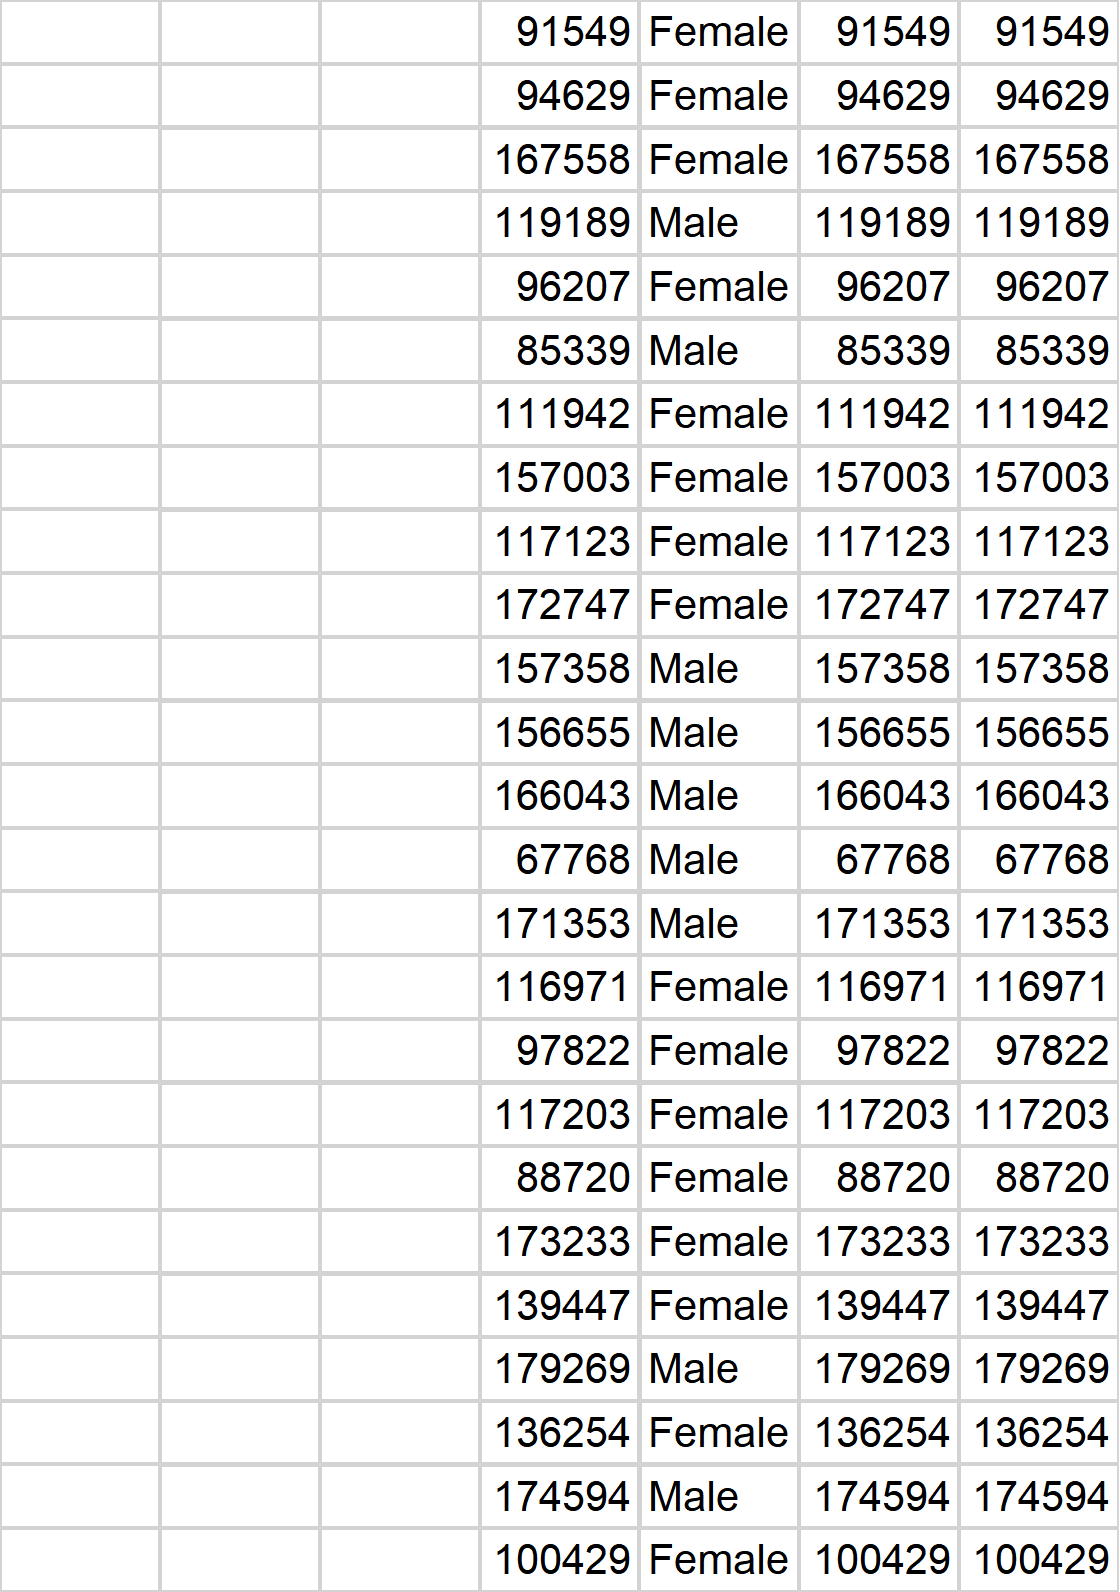 91549 Female 91549 91549
94629 Female 94629 94629
167558 Female 167558 167558
119189 Male 119189 119189
96207 Female 96207 96207
85339 Male 85339 85339
111942 Female 111942 111942
157003 Female 157003 157003
117123 Female 117123 117123
172747 Female 172747 172747
157358 Male 157358 157358
156655 Male 156655 156655
166043 Male 166043 166043
67768 Male 67768 67768
171353 Male 171353 171353
116971 Female 116971 116971
97822 Female 97822 97822
117203 Female 117203 117203
88720 Female 88720 88720
173233 Female 173233 173233
139447 Female 139447 139447
179269 Male 179269 179269
136254 Female 136254 136254
174594 Male 174594 174594
100429 Female 100429 100429